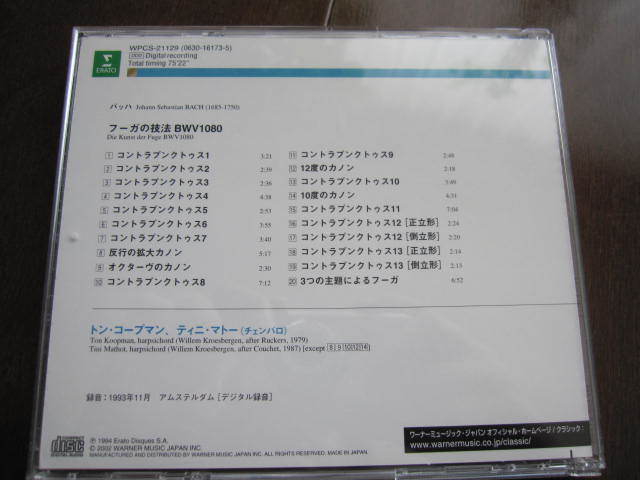 WPCS-21129 (0630-16173-5)
DDD Digital recording
Total timing 75'22"
ERATO
バッハ Johann Sebastian BACH (1685-1750)
フーガの技法 BWV1080
Die Kunst der Fuge BWV1080
1 コントラプンクトゥス1 3:21
2 コントラプンクトゥス2 2:39
3 コントラプンクトゥス3 2:36
4 コントラプンクトゥス4 4:38
5 コントラプンクトゥス5 2:53
6 コントラプンクトゥス6 3:55
7 コントラプンクトゥス7 3:40
8 反行の拡大カノン 5:17
9 オクターヴのカノン 2:30
10 コントラプンクトゥス8 7:12
11 コントラプンクトゥス9 2:48
12 12度のカノン 2:18
13 コントラプンクトゥス10 3:49
14 10度のカノン 4:31
15 コントラプンクトゥス11 7:04
16 コントラプンクトゥス12 [正立形] 2:24
17 コントラプンクトゥス12 [倒立形] 2:20
18 コントラプンクトゥス13 [正立形] 2:14
19 コントラプンクトゥス13 [倒立形] 2:13
20 3つの主題によるフーガ 6:52
トン・コープマン、ティニ・マトー(チェンバロ)
Ton Koopman, harpsichord (Willem Kroesbergen, after Ruckers, 1979)
Tini Mathot, harpsichord (Willem Kroesbergen, after Couchet, 1987) [except 8 9 10 12 14]
録音:1993年11月 アムステルダム [デジタル録音]
COMPACT
disc
DIGITAL AUDIO
℗ 1994 Erato Disques S.A.
© 2002 WARNER MUSIC JAPAN INC.
MANUFACTURED AND DISTRIBUTED BY WARNER MUSIC JAPAN INC. ALL RIGHTS RESERVED. MADE IN JAPAN.
ワーナーミュージック・ジャパン オフィシャル・ホームページ / クラシック:
www.warnermusic.co.jp/classic/